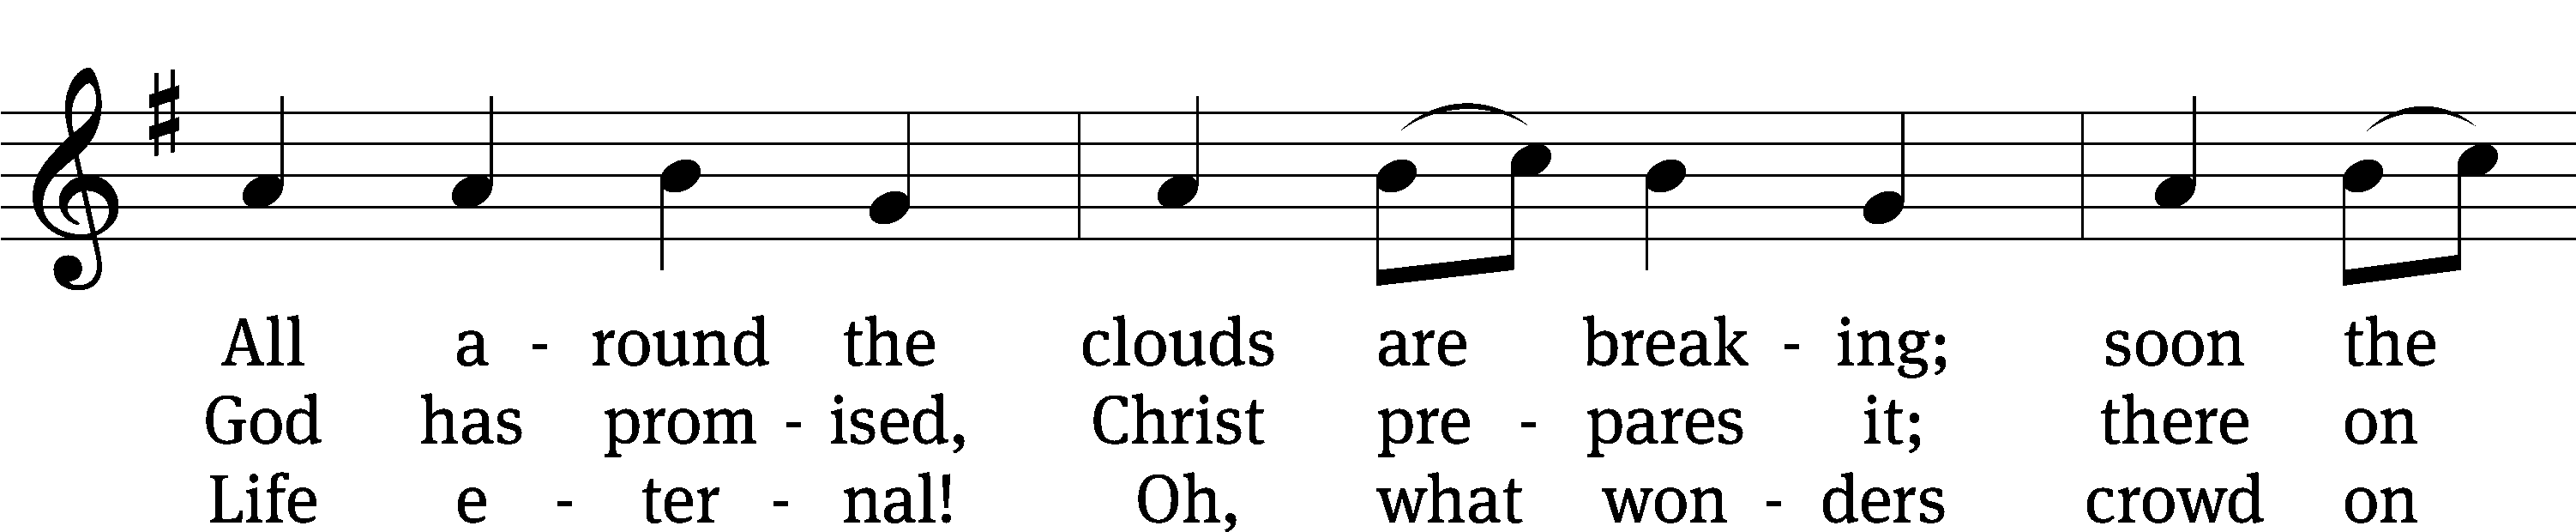 All a - round the clouds are break - ing; soon the
God has prom - ised, Christ pre - pares it; there on
Life e - ter - nal! Oh, what won - ders crowd on